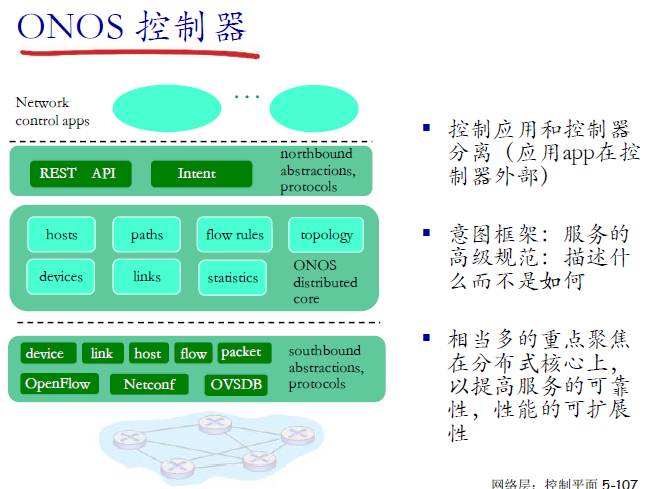 ONOS 控制器
Network
control apps
...
REST API
Intent
northbound
abstractions,
protocols
hosts
paths
flow rules
topology
devices
links
statistics
ONOS
distributed
core
device
link
host
flow
packet
OpenFlow
Netconf
OVSDB
southbound
abstractions,
protocols
控制应用和控制器
分离（应用app在控
制器外部）
意图框架：服务的
高级规范：描述什
么而不是如何
相当多的重点聚焦
在分布式核心上，
以提高服务的可靠
性，性能的可扩展
性
网络层：控制平面 5-107